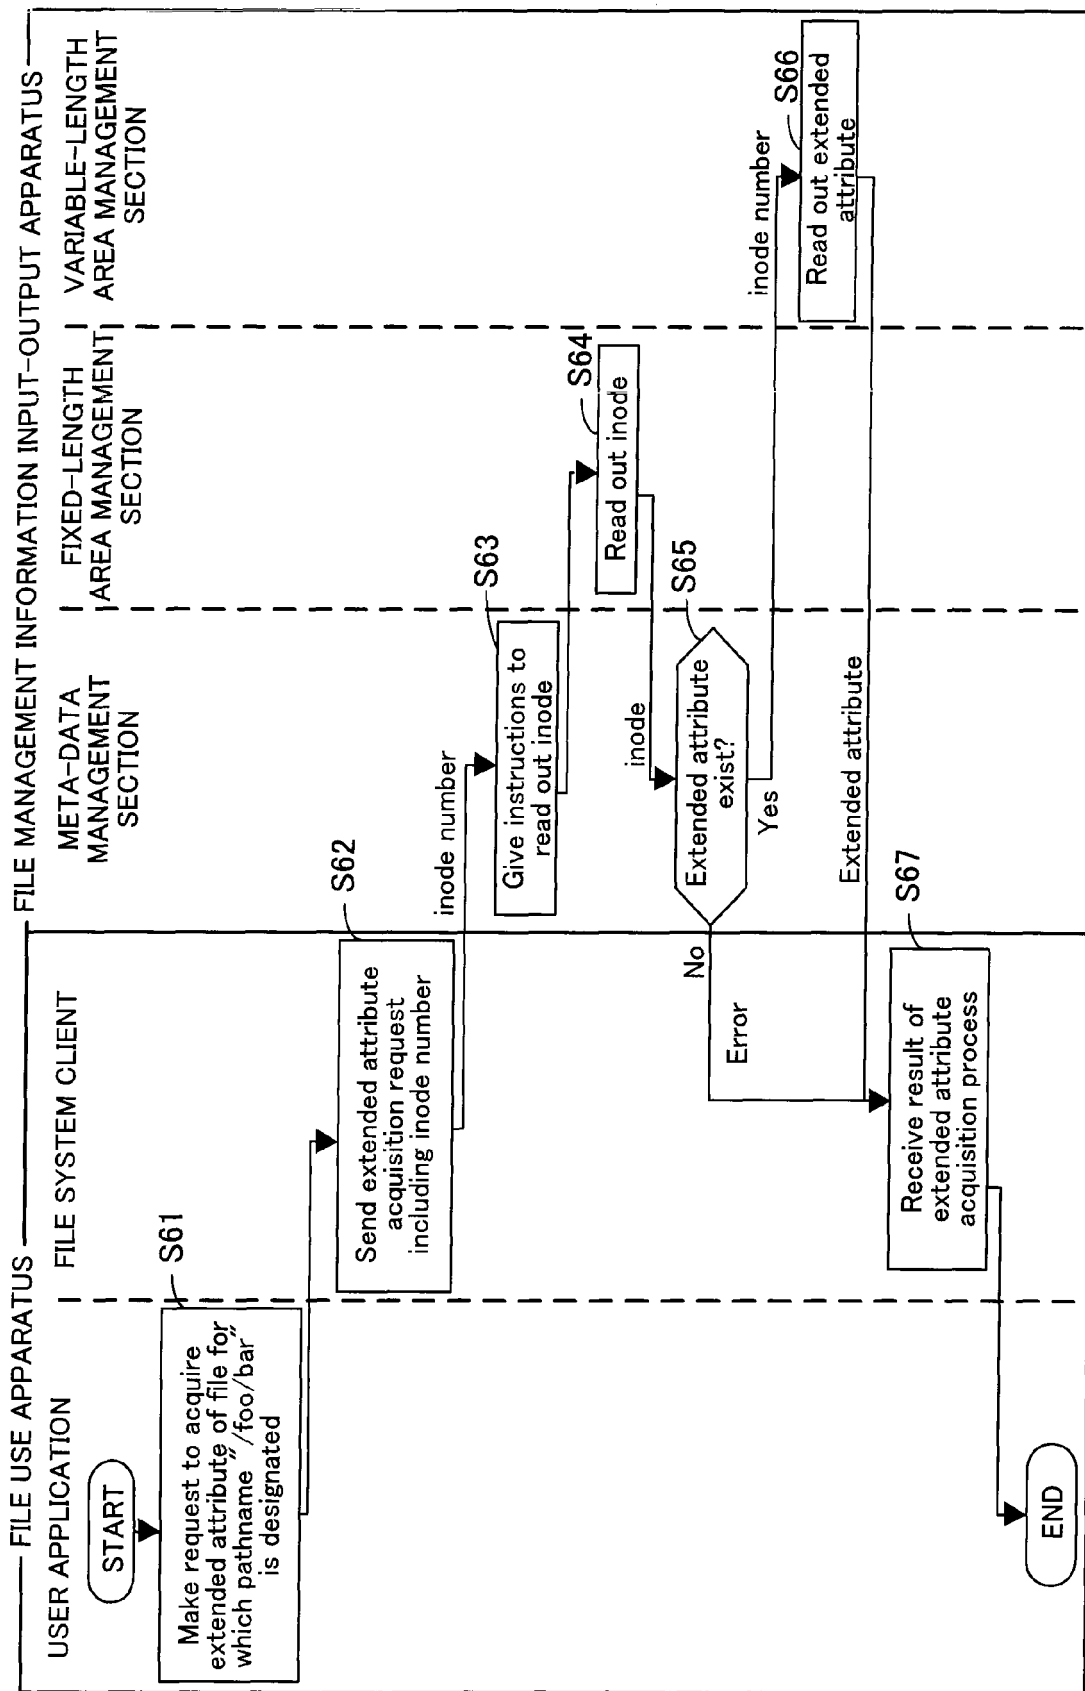 FILE USE APPARATUS
FILE MANAGEMENT INFORMATION INPUT-OUTPUT APPARATUS
USER APPLICATION
FILE SYSTEM CLIENT
META-DATA
MANAGEMENT
SECTION
FIXED-LENGTH
AREA MANAGEMENT
SECTION
VARIABLE-LENGTH
AREA MANAGEMENT
SECTION
START
S61
Make request to acquire
extended attribute of file for
which pathname "/foo/bar"
is designated
S62
Send extended attribute
acquisition request
including inode number
inode number
S63
Give instructions to
read out inode
S64
Read out inode
inode
S65
Extended attribute
exist?
No
Error
Yes
inode number
S66
Read out extended
attribute
Extended attribute
S67
Receive result of
extended attribute
acquisition process
END